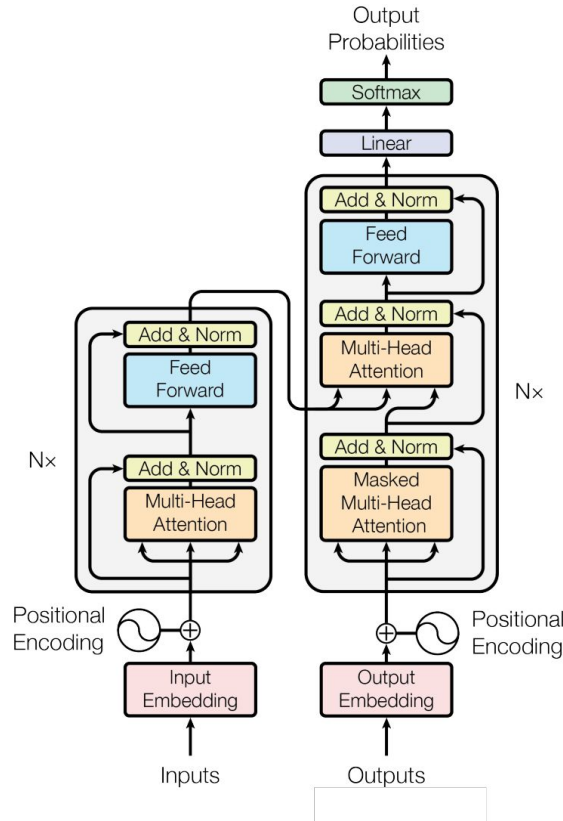 Output
Probabilities
Softmax
Linear
Add & Norm
Feed
Forward
Add & Norm
Multi-Head
Attention
Add & Norm
Masked
Multi-Head
Attention
Nx
Add & Norm
Feed
Forward
Add & Norm
Multi-Head
Attention
N×
Positional
Encoding
Positional
Encoding
Input
Embedding
Output
Embedding
Inputs
Outputs